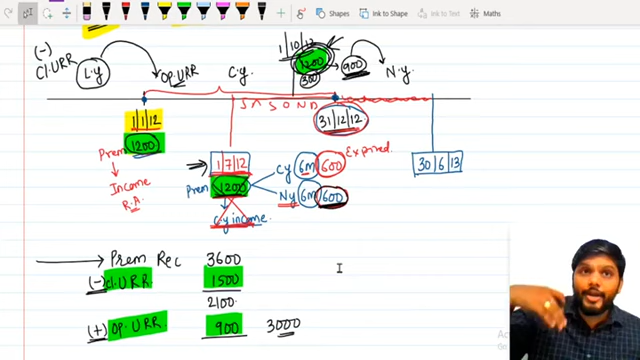 Shapes
Ink to Shape
Ink to Math
Maths
(-)
Cl.URR
L.y
OP.URR
C.y.
1/10/12
1200
300
900
N.y
J A S O N D
1/1/12
31/12/12
Prem
1200
Income
R.A.
1/7/12
Prem
1200
C.y income
Cy 6m 600
Expired
Ny 6m 600
30/6/13
Prem Rec 3600
(-) Cl.URR 1500
2100
(+) OP.URR 900 3000